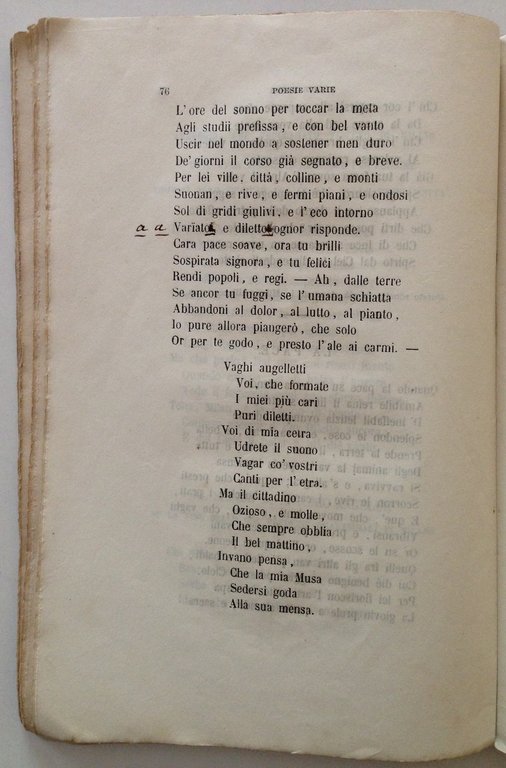 76 POESIE VARIE
L'ore del sonno per toccar la meta
Agli studii prefissa, e con bel vanto
Uscir nel mondo a sostener men duro
De' giorni il corso già segnato, e breve.
Per lei ville, città, colline, e monti
Suonan, e rive, e fermi piani, e ondosi
Sol di gridi giulivi, e l'eco intorno
a a Variato, e diletto ognor risponde.
Cara pace soave, ora tu brilli
Sospirata signora, e tu felici
Rendi popoli, e regi. — Ah, dalle terre
Se ancor tu fuggi, se l'umana schiatta
Abbandoni al dolor, al lutto, al pianto,
Io pure allora piangerò, che solo
Or per te godo, e presto l'ale ai carmi. —
Vaghi augelletti
Voi, che formate
I miei più cari
Puri diletti.
Voi di mia cetra
Udrete il suono
Vagar co' vostri
Canti per l'etra.
Ma il cittadino
Ozioso, e molle,
Che sempre obblia
Il bel mattino,
Invano pensa,
Che la mia Musa
Sedersi goda
Alla sua mensa.